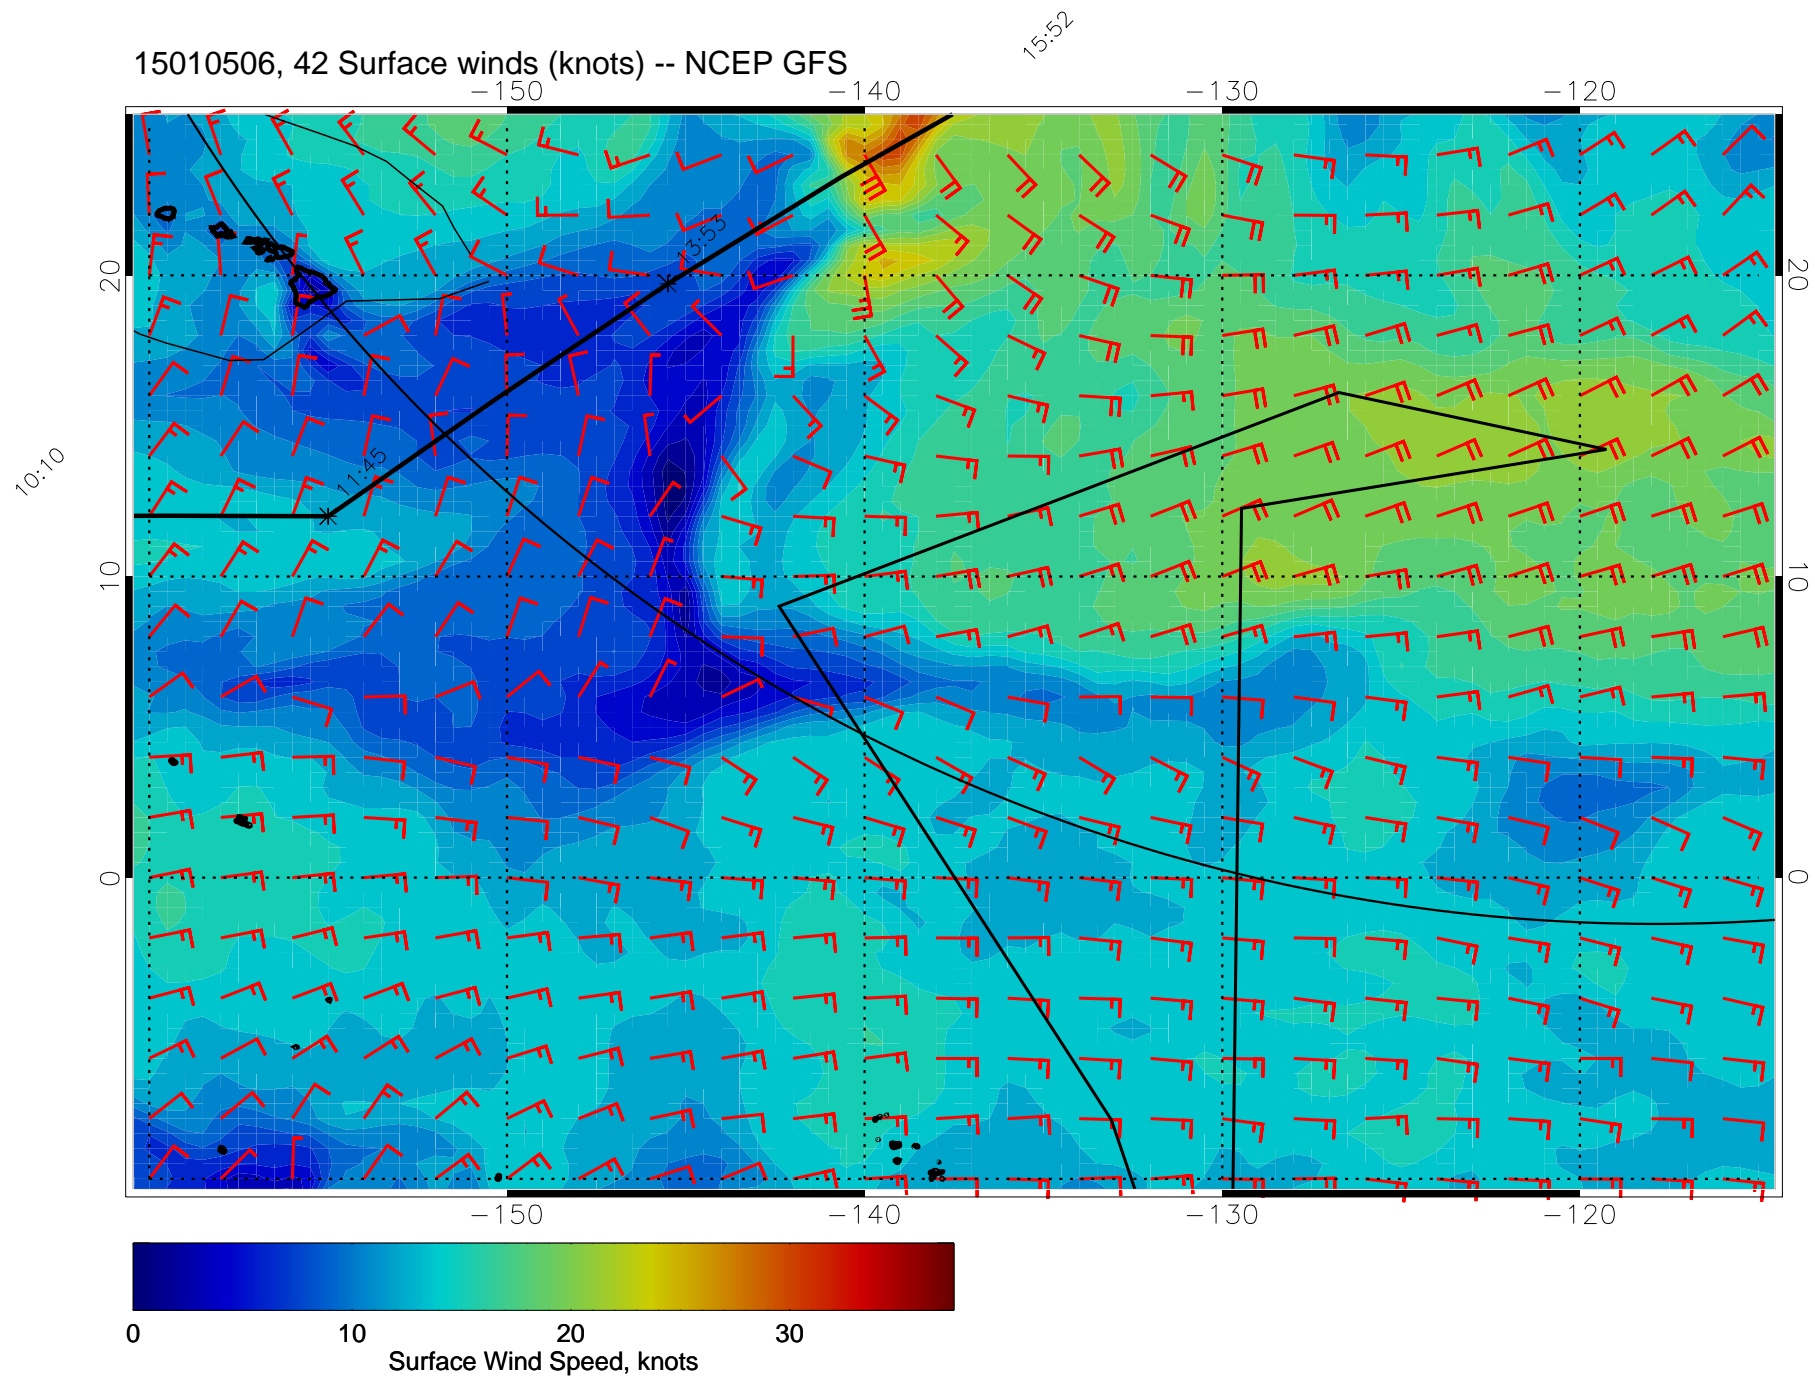 15:52
15010506, 42 Surface winds (knots) -- NCEP GFS
-150 -140 -130 -120
13:53
20 20
11:45
10:10
10 10
0 0
-150 -140 -130 -120
0 10 20 30
Surface Wind Speed, knots